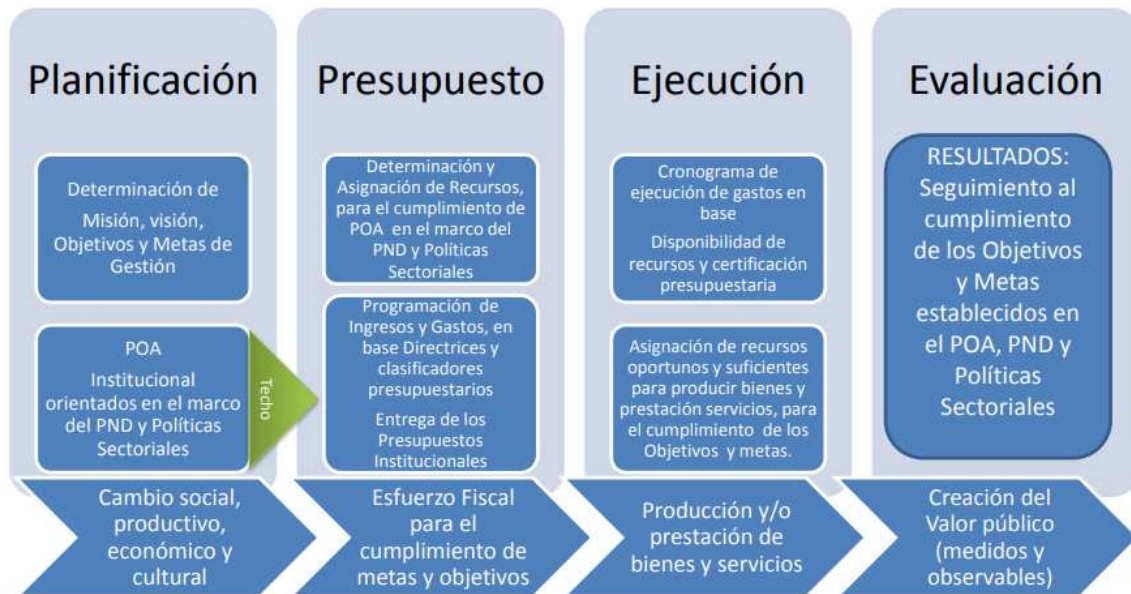 Planificación
Determinación de
Misión, visión,
Objetivos y Metas de
Gestión
POA
Institucional
orientados en el marco
del PND y Políticas
Sectoriales
Techo
Cambio social,
productivo,
económico y
cultural
Presupuesto
Determinación y
Asignación de Recursos,
para el cumplimiento de
POA en el marco del
PND y Políticas
Sectoriales
Programación de
Ingresos y Gastos, en
base Directrices y
clasificadores
presupuestarios
Entrega de los
Presupuestos
Institucionales
Esfuerzo Fiscal
para el
cumplimiento de
metas y objetivos
Ejecución
Cronograma de
ejecución de gastos en
base
Disponibilidad de
recursos y certificación
presupuestaria
Asignación de recursos
oportunos y suficientes
para producir bienes y
prestación servicios, para
el cumplimiento de los
Objetivos y metas.
Producción y/o
prestación de
bienes y servicios
Evaluación
RESULTADOS:
Seguimiento al
cumplimiento
de los Objetivos
y Metas
establecidos en
el POA, PND y
Políticas
Sectoriales
Creación del
Valor público
(medidos y
observables)